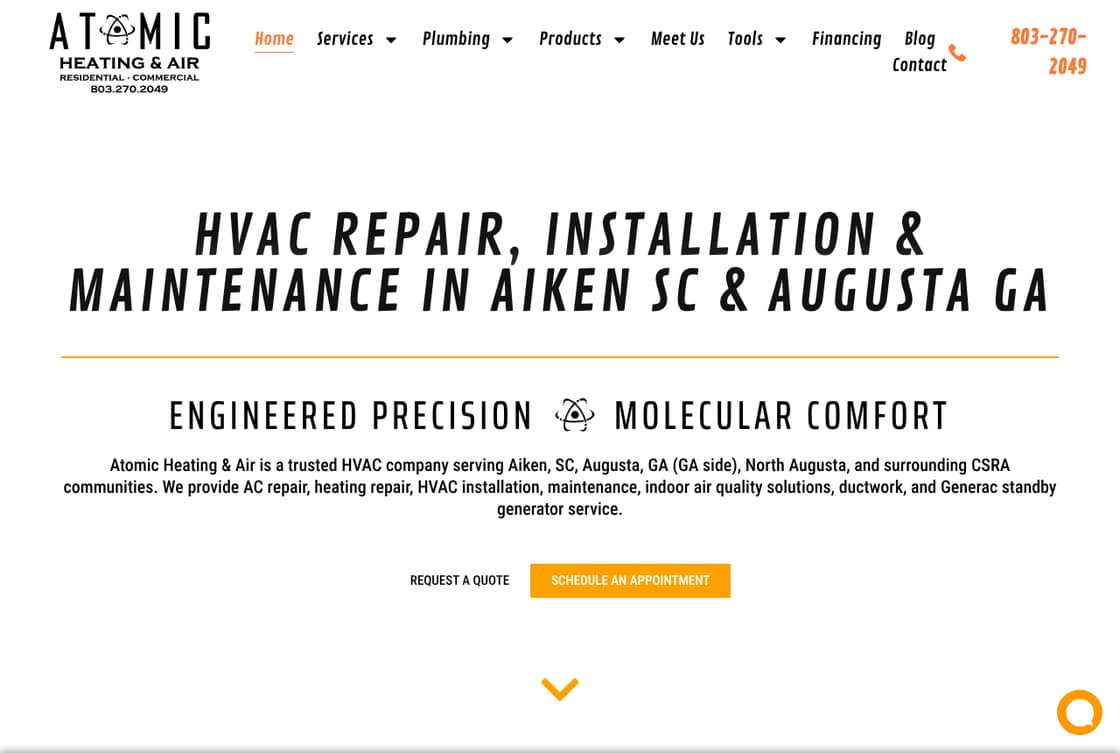 ATOMIC
HEATING & AIR
RESIDENTIAL · COMMERCIAL
803.270.2049
Home Services Plumbing Products Meet Us Tools Financing Blog
Contact
803-270-
2049
HVAC REPAIR, INSTALLATION &
MAINTENANCE IN AIKEN SC & AUGUSTA GA
ENGINEERED PRECISION MOLECULAR COMFORT
Atomic Heating & Air is a trusted HVAC company serving Aiken, SC, Augusta, GA (GA side), North Augusta, and surrounding CSRA
communities. We provide AC repair, heating repair, HVAC installation, maintenance, indoor air quality solutions, ductwork, and Generac standby
generator service.
REQUEST A QUOTE SCHEDULE AN APPOINTMENT